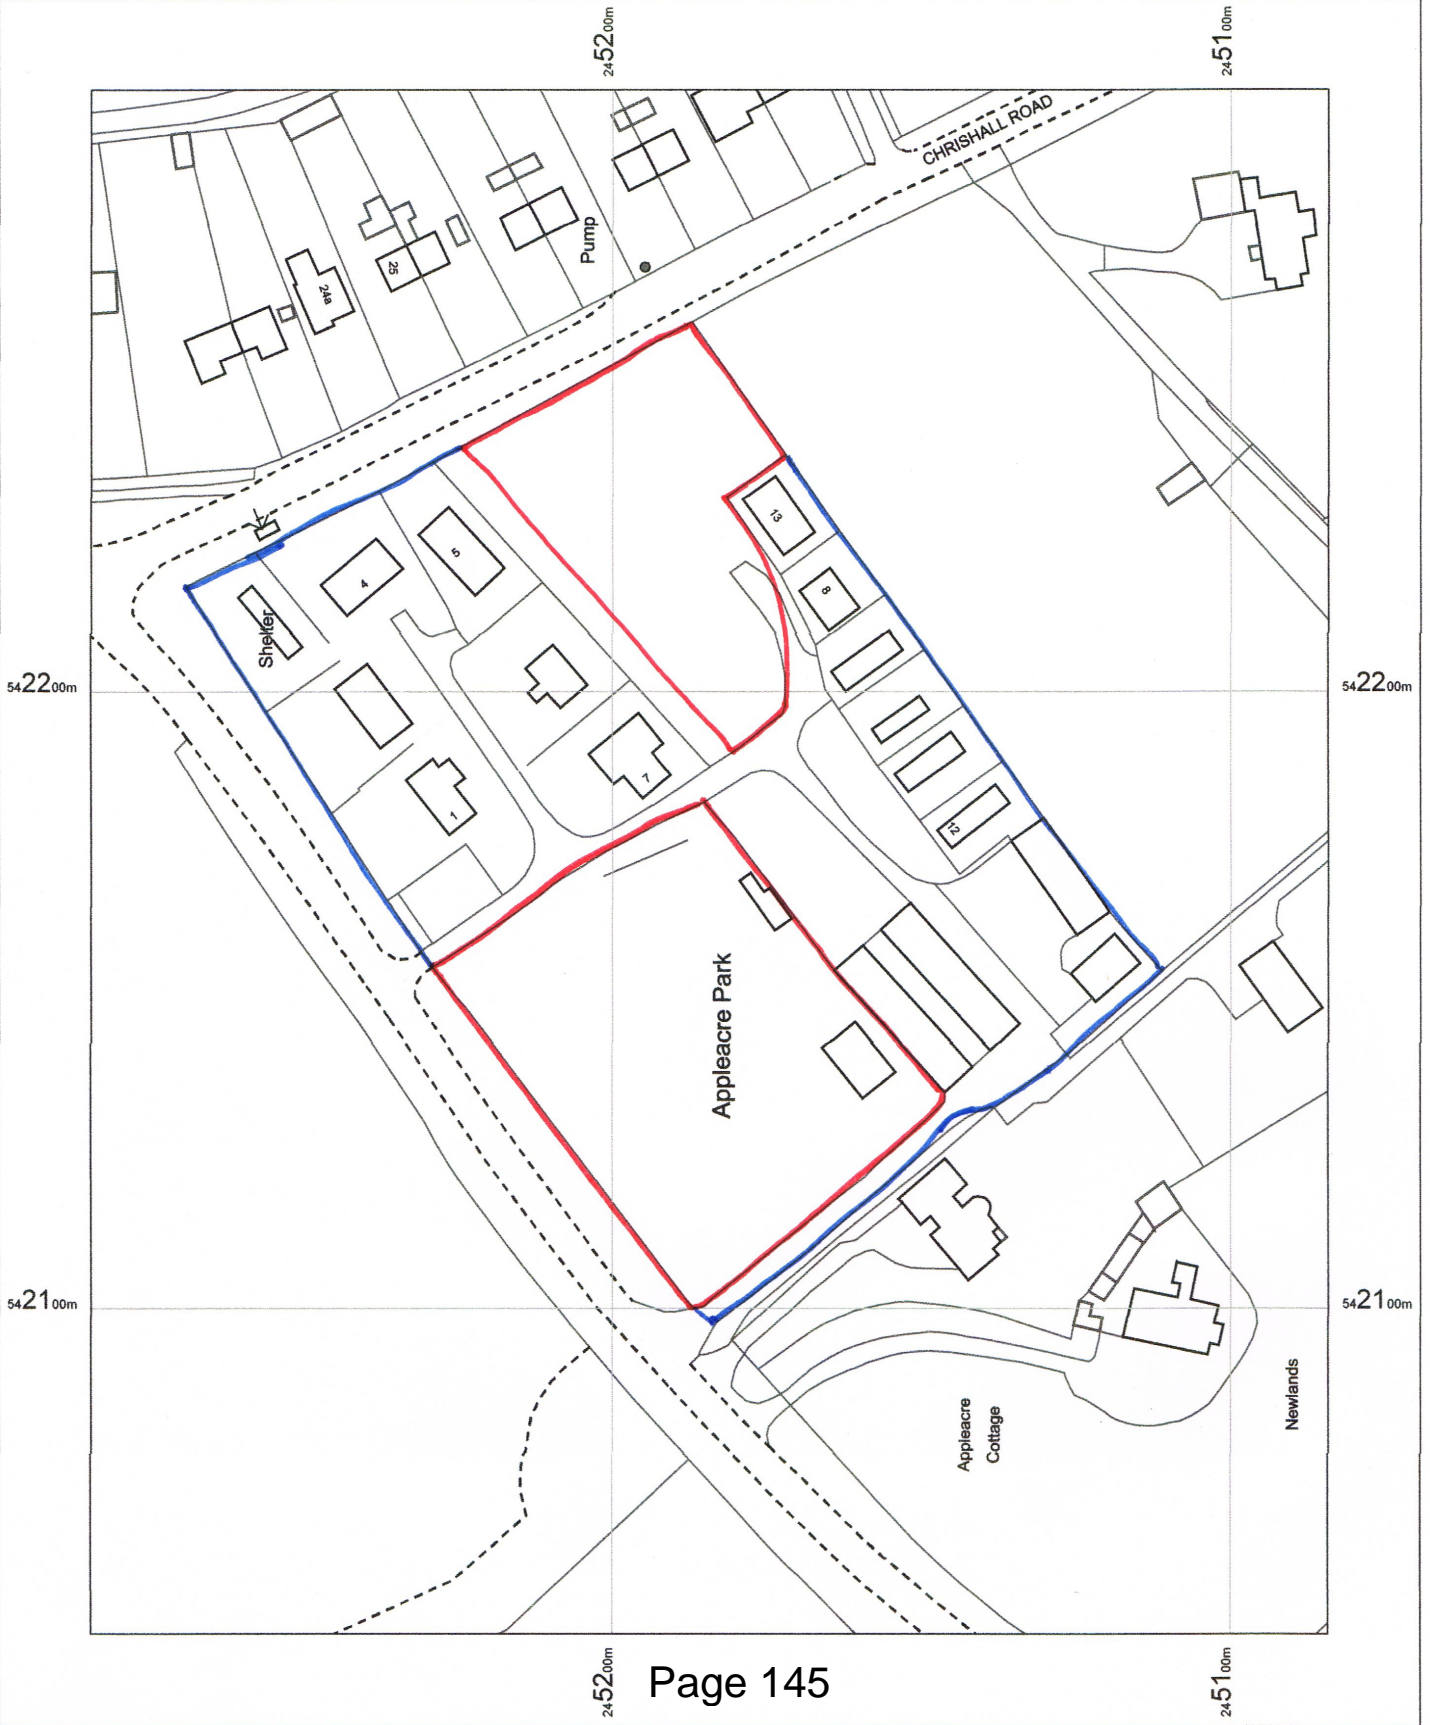 2452 00m
2451 00m
CHRISHALL ROAD
Pump
25
24a
13
5
4
8
Shelter
5422 00m
5422 00m
7
1
12
Appleacre Park
5421 00m
5421 00m
Appleacre
Cottage
Newlands
2452 00m
2451 00m
Page 145